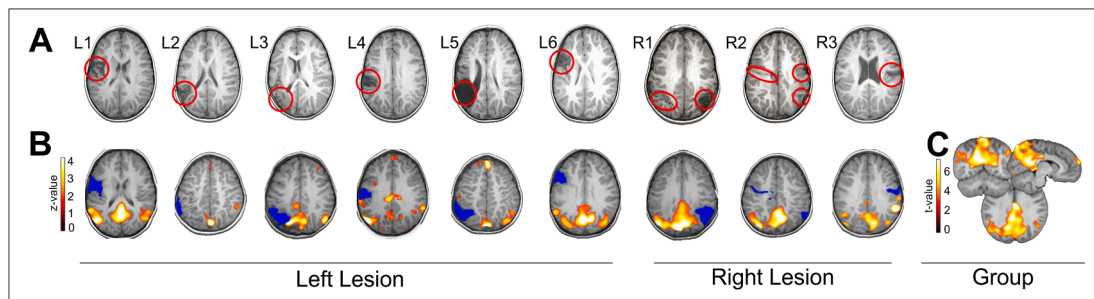 A
L1 L2 L3 L4 L5 L6 R1 R2 R3
B
C
z-value
4
3
2
1
0
t-value
6
4
2
0
Left Lesion
Right Lesion
Group